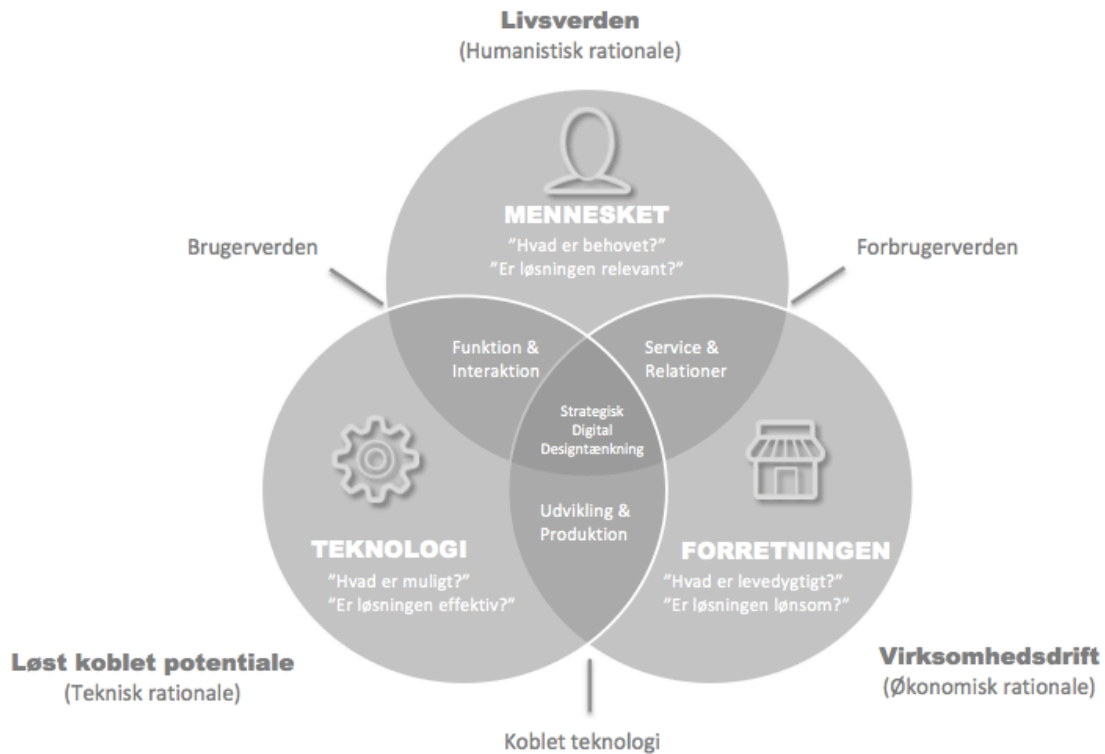 Livsverden
(Humanistisk rationale)
MENNESKET
”Hvad er behovet?”
”Er løsningen relevant?”
Brugerverden
Forbrugerverden
Funktion &
Interaktion
Service &
Relationer
Strategisk
Digital
Designtænkning
Udvikling &
Produktion
TEKNOLOGI
”Hvad er muligt?”
”Er løsningen effektiv?”
FORRETNINGEN
”Hvad er levedygtigt?”
”Er løsningen lønsom?”
Løst koblet potentiale
(Teknisk rationale)
Virksomhedsdrift
(Økonomisk rationale)
Koblet teknologi